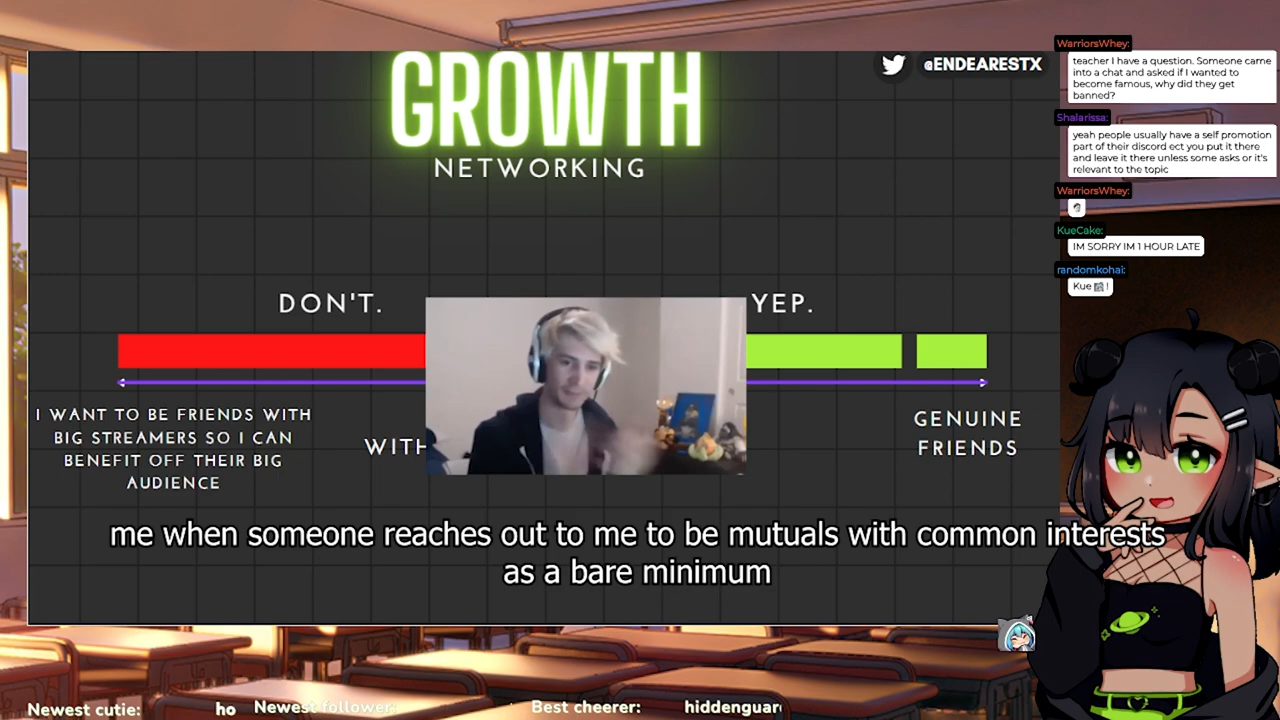 GROWTH
NETWORKING
@ENDEARESTX
DON'T.
YEP.
I WANT TO BE FRIENDS WITH
BIG STREAMERS SO I CAN
BENEFIT OFF THEIR BIG
AUDIENCE
WITH
GENUINE
FRIENDS
me when someone reaches out to me to be mutuals with common interests
as a bare minimum
WarriorsWhey:
teacher I have a question. Someone came
into a chat and asked if I wanted to
become famous, why did they get
banned?
Shalarissa:
yeah people usually have a self promotion
part of their discord ect you put it there
and leave it there unless some asks or it's
relevant to the topic
WarriorsWhey:
KueCake:
IM SORRY IM 1 HOUR LATE
randomkohai:
Kue !
Newest cutie: ho Newest follower: Best cheerer: hiddenguar